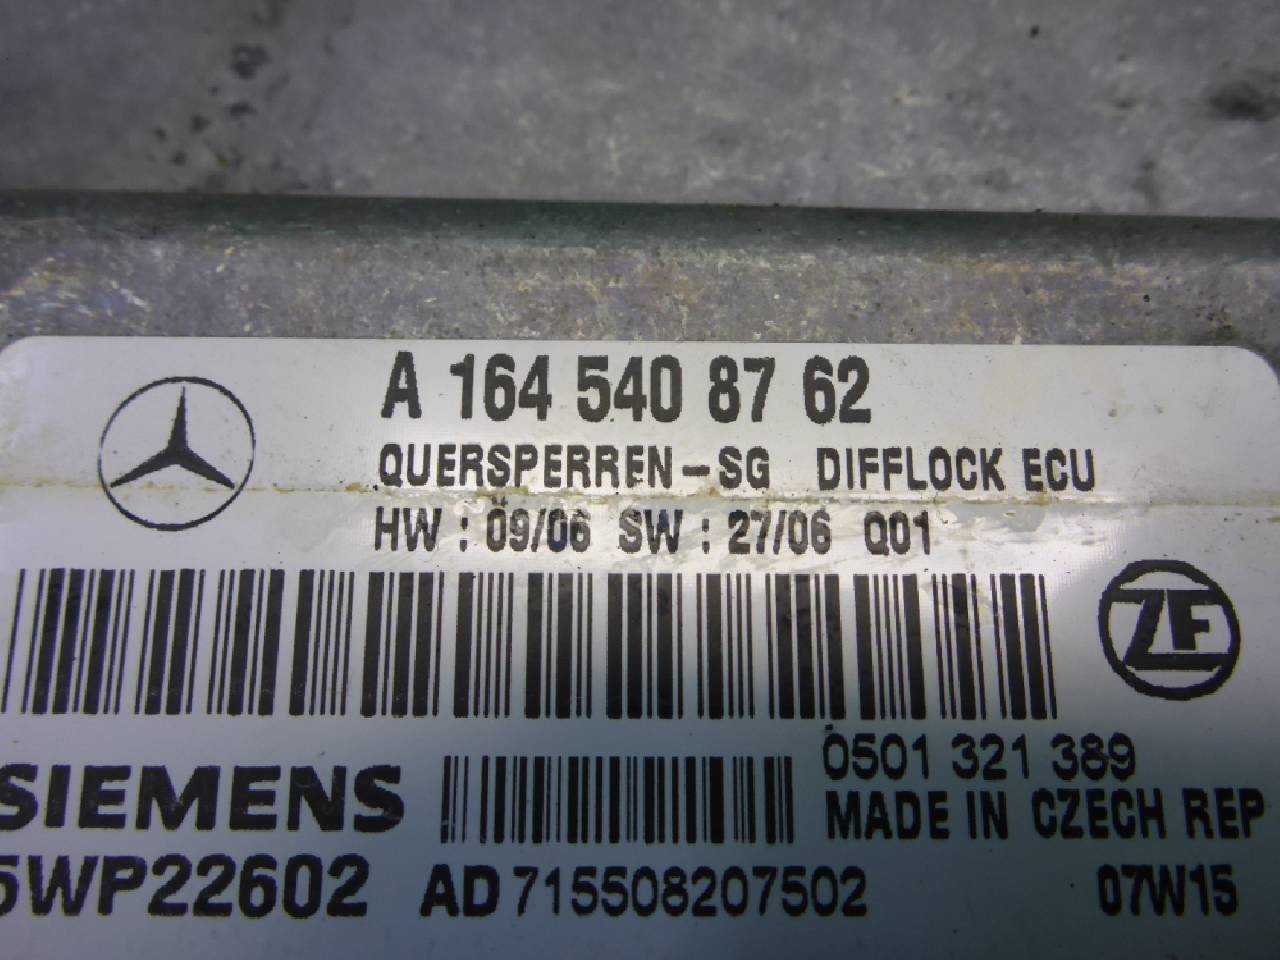 A 164 540 87 62
QUERSPERREN-SG DIFFLOCK ECU
HW : 09/06 SW : 27/06 Q01
ZF
0501 321 389
SIEMENS
MADE IN CZECH REP
5WP22602 AD 715508207502 07W15